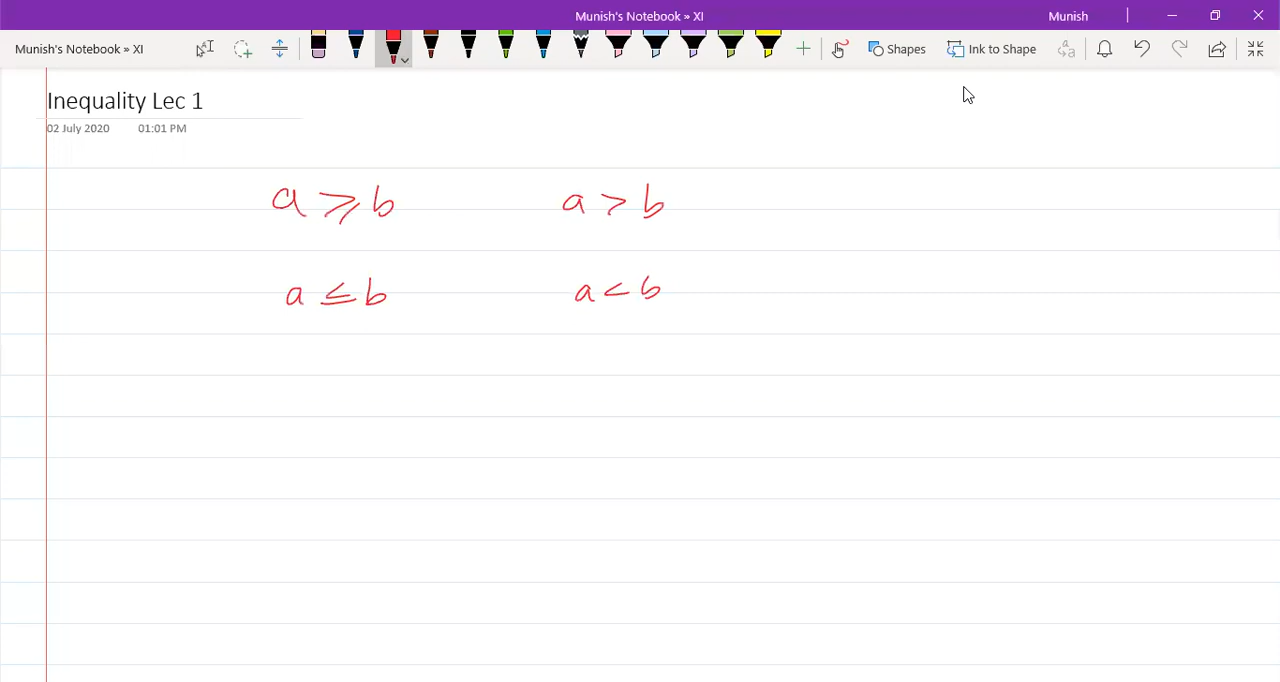 Munish's Notebook » XI
Munish
Munish's Notebook » XI
Shapes
Ink to Shape
Inequality Lec 1
02 July 2020 01:01 PM
a ⩾ b a > b
a ≤ b a < b